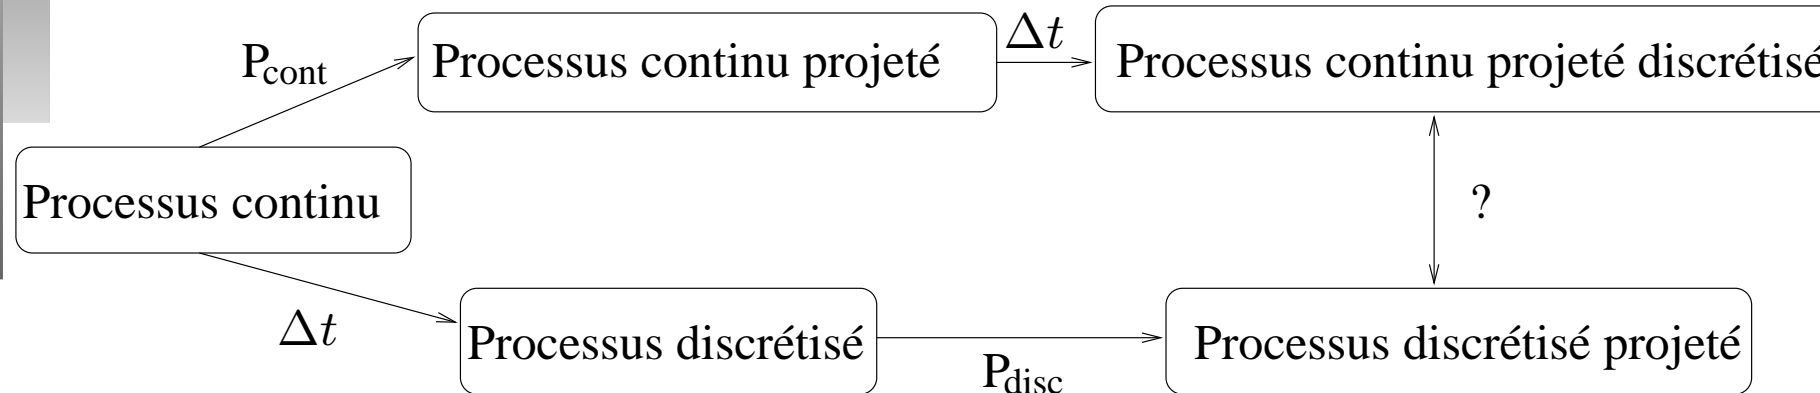 P_cont
Processus continu projeté
Δt
Processus continu projeté discrétisé
Processus continu
?
Δt
Processus discrétisé
P_disc
Processus discrétisé projeté